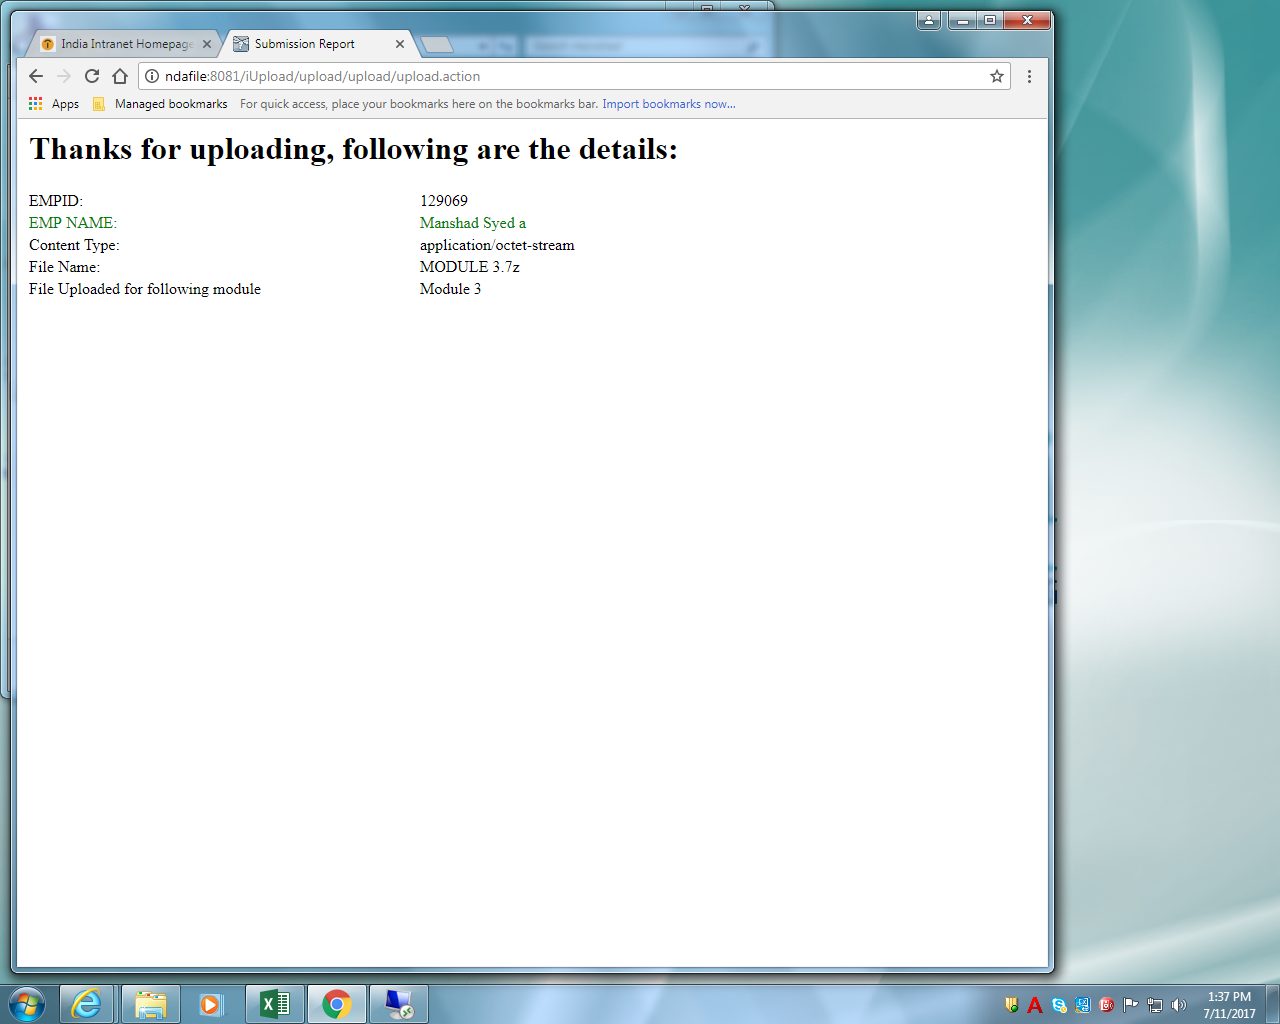 India Intranet Homepage
Submission Report
ndafile:8081/iUpload/upload/upload/upload.action
Apps
Managed bookmarks
For quick access, place your bookmarks here on the bookmarks bar. Import bookmarks now...
Thanks for uploading, following are the details:
EMPID: 129069
EMP NAME: Manshad Syed a
Content Type: application/octet-stream
File Name: MODULE 3.7z
File Uploaded for following module Module 3
1:37 PM
7/11/2017